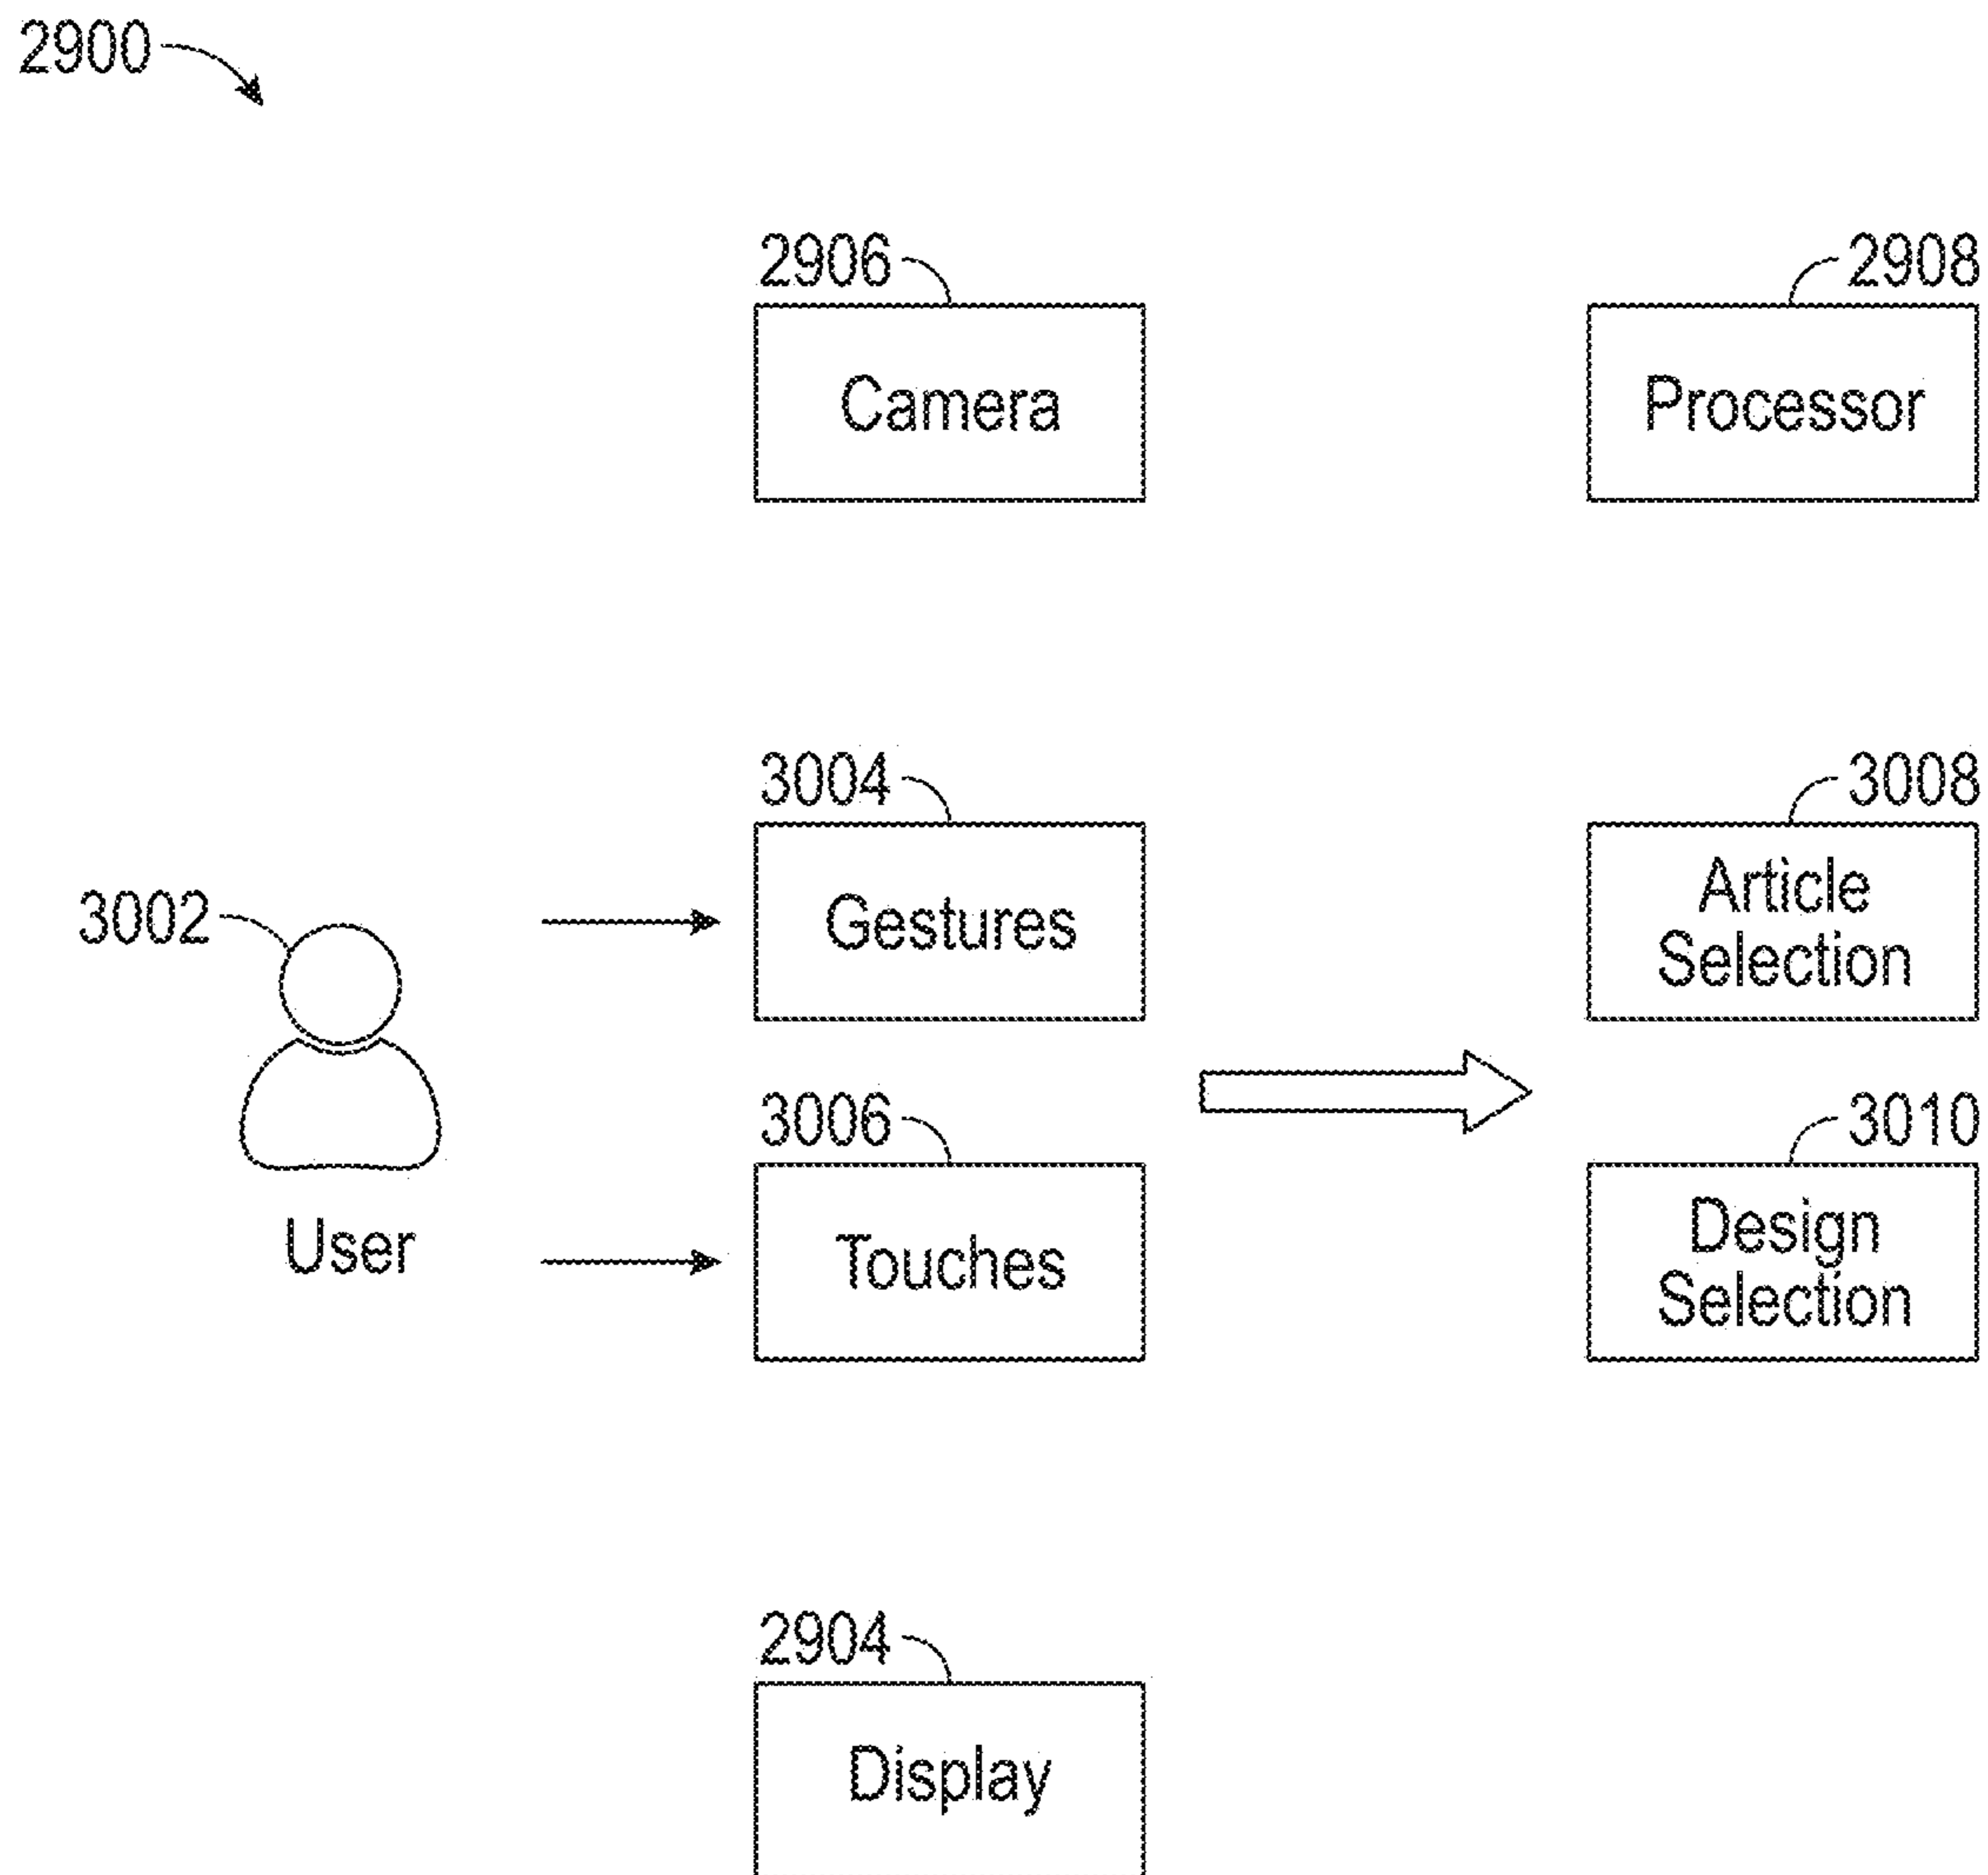 2900
2906
2908
Camera
Processor
3004
3008
Gestures
Article
Selection
3002
User
3006
3010
Touches
Design
Selection
2904
Display